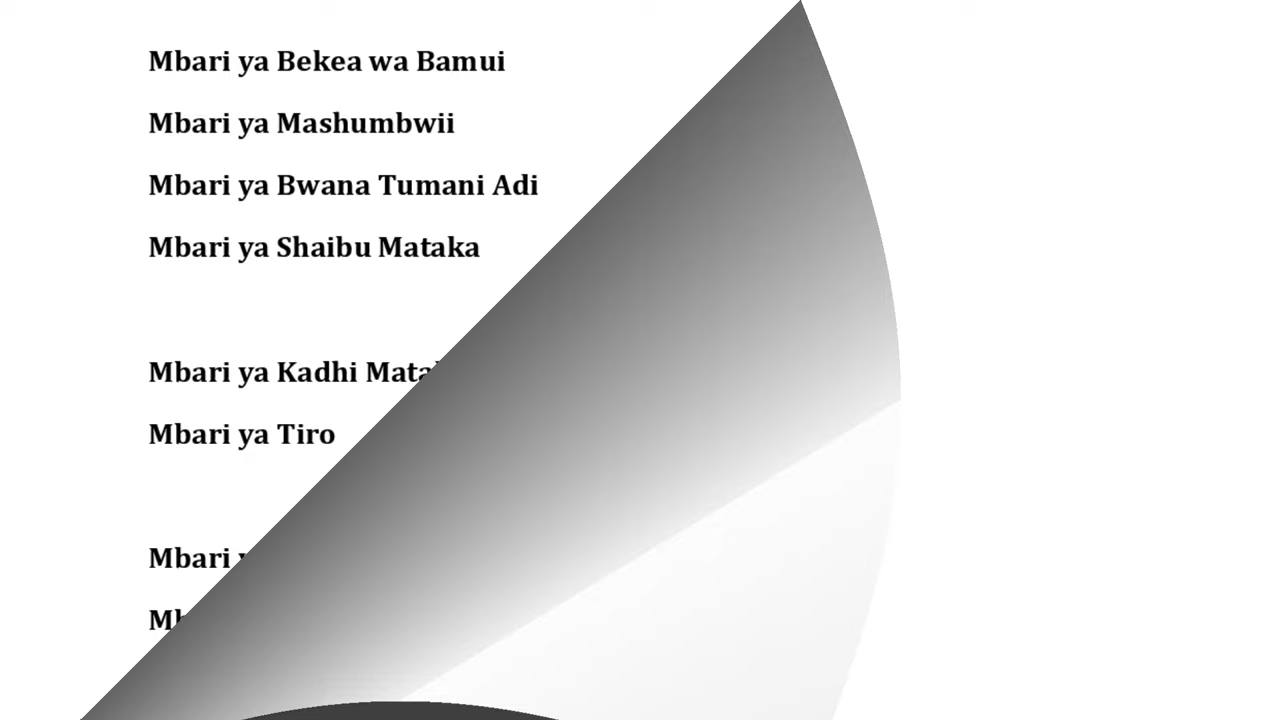 Mbari ya Bekea wa Bamui
Mbari ya Mashumbwii
Mbari ya Bwana Tumani Adi
Mbari ya Shaibu Mataka
Mbari ya Kadhi
Mbari ya Tiro
Mbari